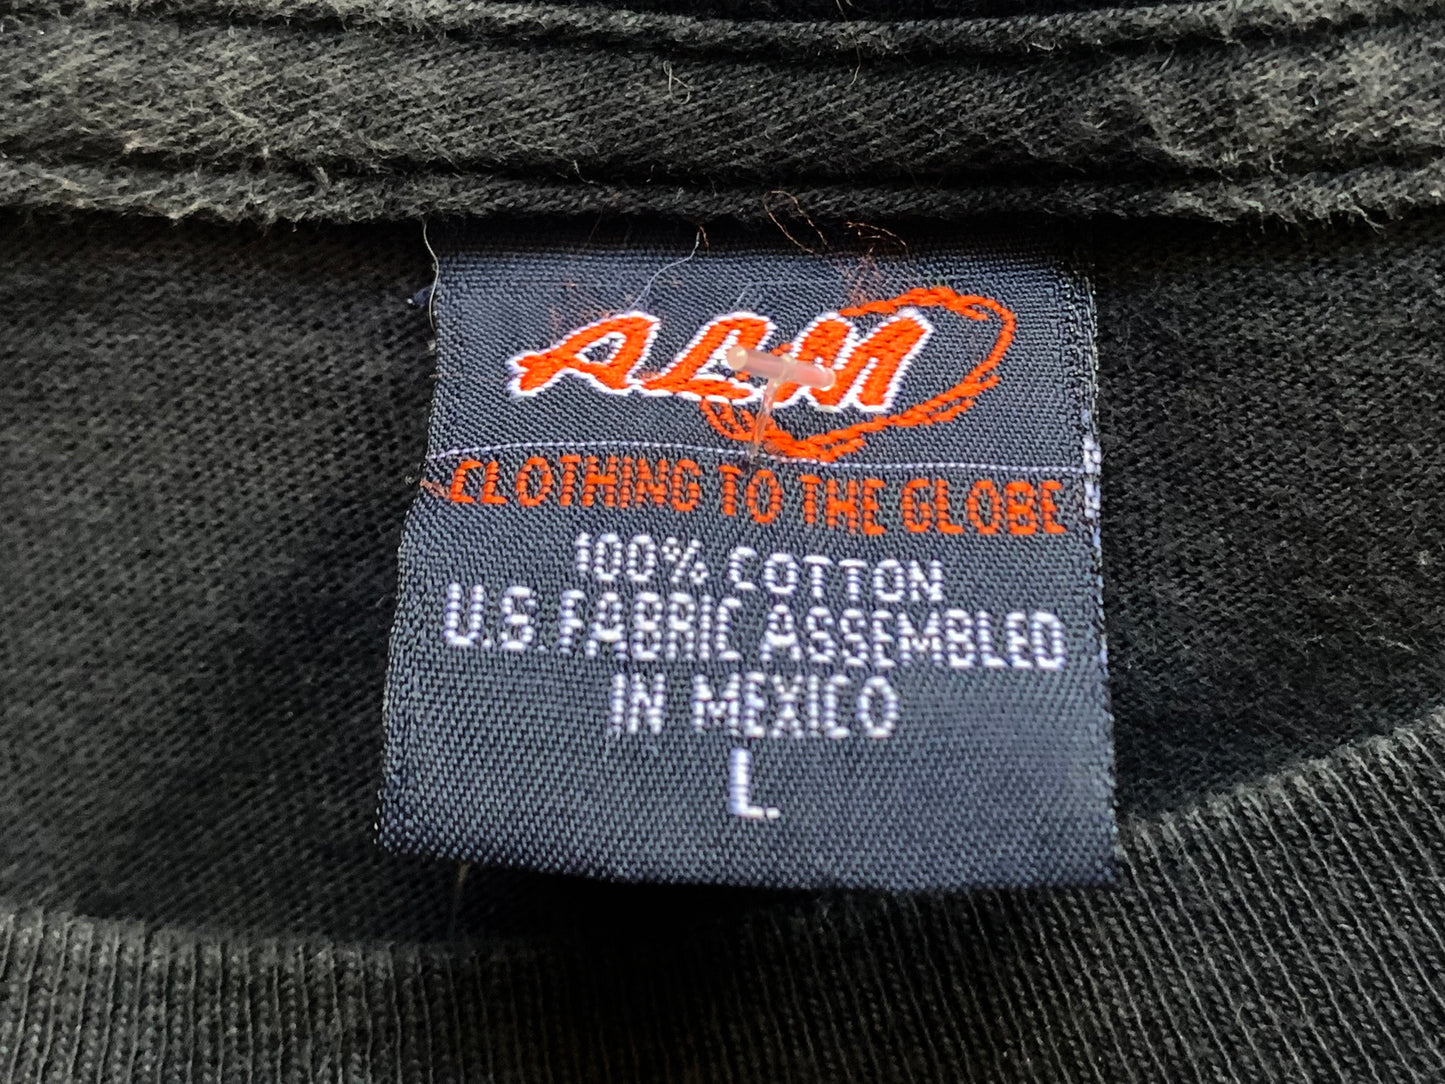 ALM
CLOTHING TO THE GLOBE
100% COTTON
U.S. FABRIC ASSEMBLED
IN MEXICO
L